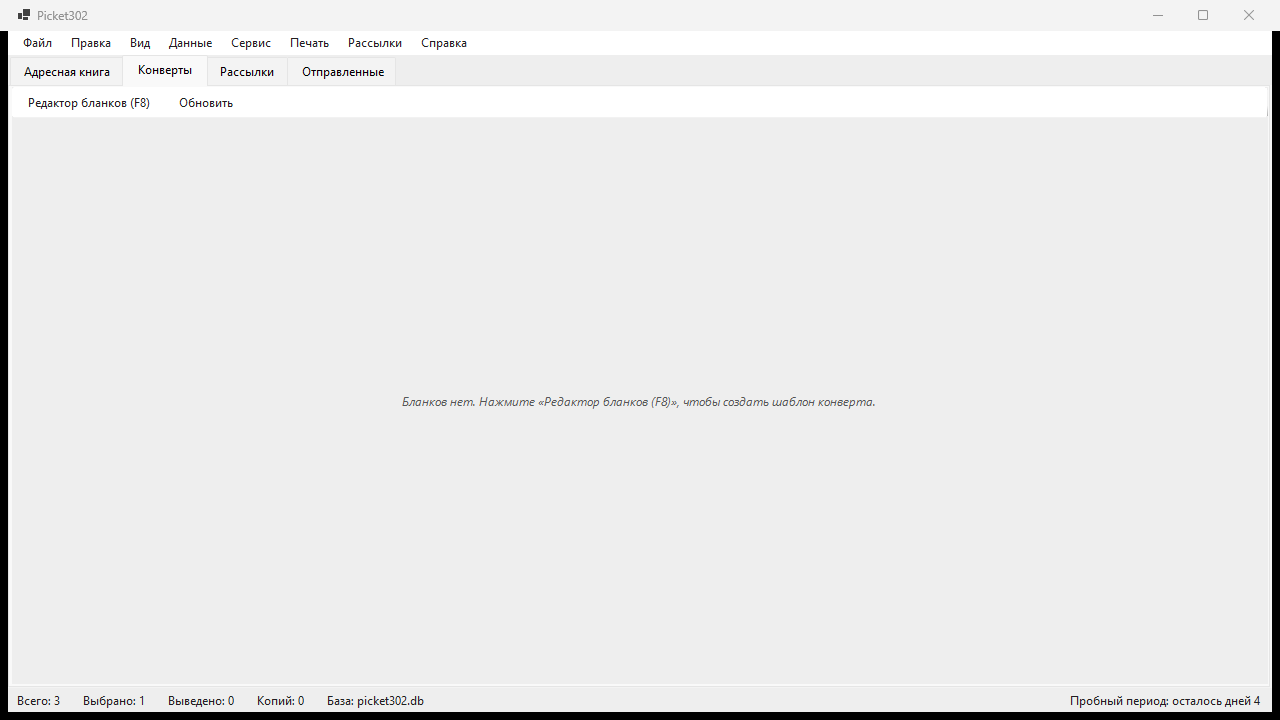 Picket302
Файл Правка Вид Данные Сервис Печать Рассылки Справка
Адресная книга Конверты Рассылки Отправленные
Редактор бланков (F8) Обновить
Бланков нет. Нажмите «Редактор бланков (F8)», чтобы создать шаблон конверта.
Всего: 3 Выбрано: 1 Выведено: 0 Копий: 0 База: picket302.db Пробный период: осталось дней 4